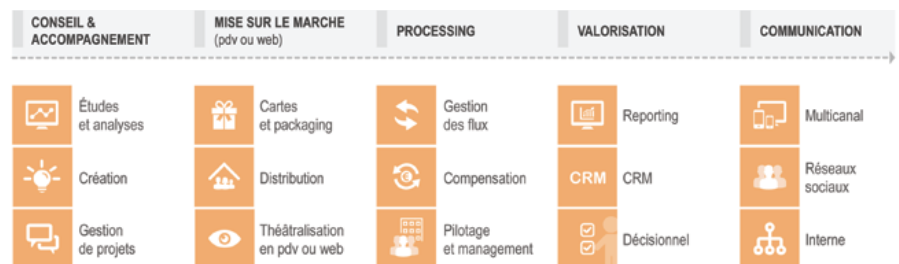 CONSEIL &
ACCOMPAGNEMENT
MISE SUR LE MARCHE
(pdv ou web)
PROCESSING
VALORISATION
COMMUNICATION
Études
et analyses
Cartes
et packaging
Gestion
des flux
Reporting
Multicanal
Création
Distribution
Compensation
CRM CRM
Réseaux
sociaux
Gestion
de projets
Théâtralisation
en pdv ou web
Pilotage
et management
Décisionnel
Interne